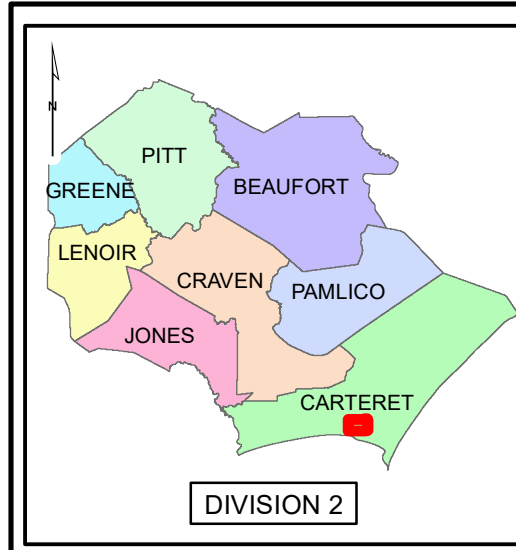 N
PITT
BEAUFORT
GREENE
LENOIR
CRAVEN
PAMLICO
JONES
CARTERET
DIVISION 2